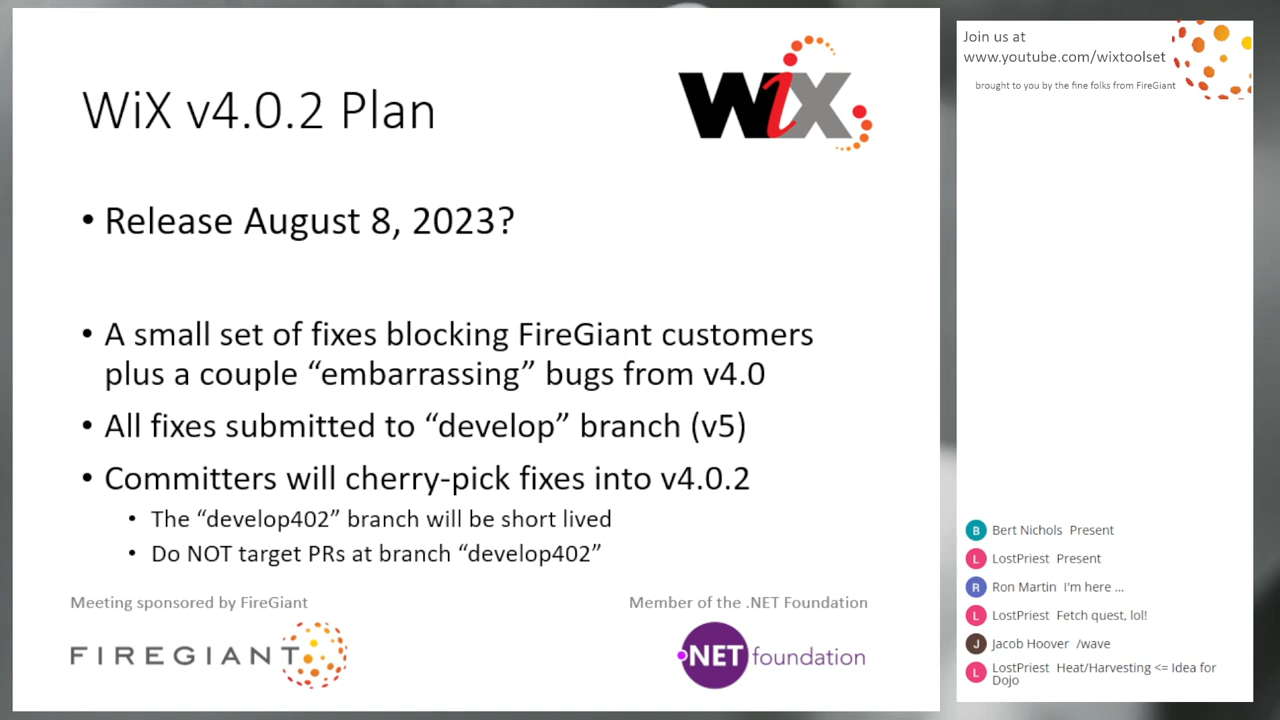 WiX v4.0.2 Plan
WiX
• Release August 8, 2023?
• A small set of fixes blocking FireGiant customers
plus a couple “embarrassing” bugs from v4.0
• All fixes submitted to “develop” branch (v5)
• Committers will cherry-pick fixes into v4.0.2
• The “develop402” branch will be short lived
• Do NOT target PRs at branch “develop402”
Meeting sponsored by FireGiant
FIREGIANT
Member of the .NET Foundation
.NET foundation
Join us at
www.youtube.com/wixtoolset
brought to you by the fine folks from FireGiant
B Bert Nichols Present
L LostPriest Present
R Ron Martin I'm here ...
L LostPriest Fetch quest, lol!
J Jacob Hoover /wave
L LostPriest Heat/Harvesting <= Idea for
Dojo